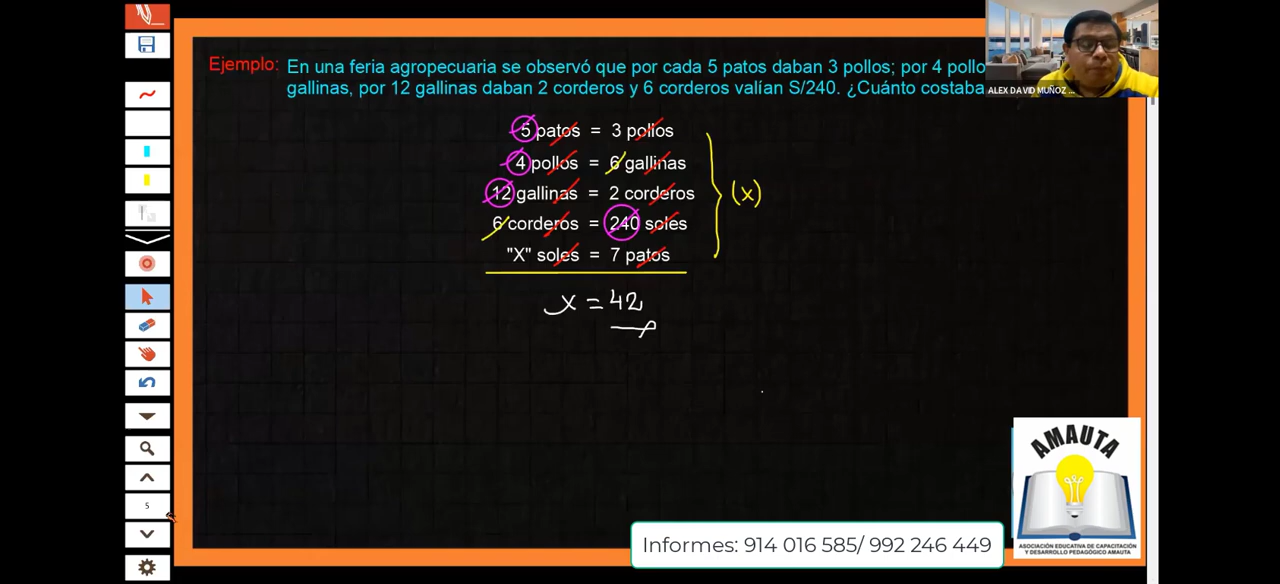 Ejemplo: En una feria agropecuaria se observó que por cada 5 patos daban 3 pollos; por 4 pollo
gallinas, por 12 gallinas daban 2 corderos y 6 corderos valían S/240. ¿Cuánto costaba
ALEX DAVID MUÑOZ ...
5 patos = 3 pollos
4 pollos = 6 gallinas
12 gallinas = 2 corderos
6 corderos = 240 soles
"X" soles = 7 patos
(x)
x = 42
5
AMAUTA
ASOCIACIÓN EDUCATIVA DE CAPACITACIÓN
Y DESARROLLO PEDAGÓGICO AMAUTA
Informes: 914 016 585/ 992 246 449